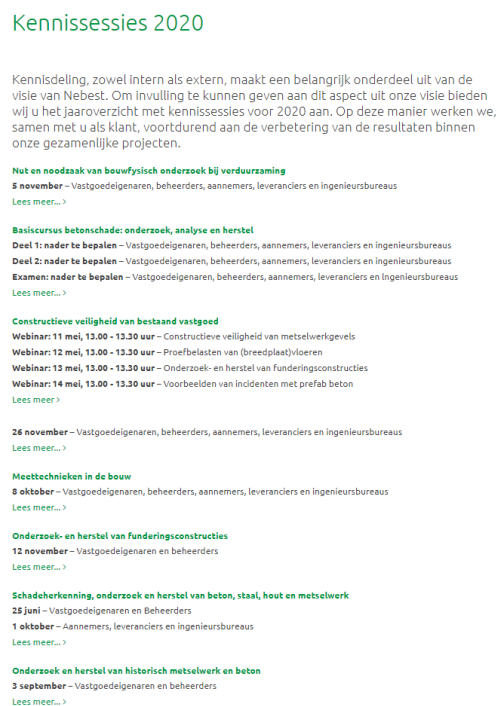 Kennissessies 2020
Kennisdeling, zowel intern als extern, maakt een belangrijk onderdeel uit van de
visie van Nebest. Om invulling te kunnen geven aan dit aspect uit onze visie bieden
wij u het jaaroverzicht met kennissessies voor 2020 aan. Op deze manier werken we,
samen met u als klant, voortdurend aan de verbetering van de resultaten binnen
onze gezamenlijke projecten.
Nut en noodzaak van bouwfysisch onderzoek bij verduurzaming
5 november – Vastgoedeigenaren, beheerders, aannemers, leveranciers en ingenieursbureaus
Lees meer... >
Basiscursus betonschade: onderzoek, analyse en herstel
Deel 1: nader te bepalen – Vastgoedeigenaren, beheerders, aannemers, leveranciers en ingenieursbureaus
Deel 2: nader te bepalen – Vastgoedeigenaren, beheerders, aannemers, leveranciers en ingenieursbureaus
Examen: nader te bepalen – Vastgoedeigenaren, beheerders, aannemers, leveranciers en Ingenieursbureaus
Lees meer... >
Constructieve veiligheid van bestaand vastgoed
Webinar: 11 mei, 13.00 - 13.30 uur – Constructieve veiligheid van metselwerkgevels
Webinar: 12 mei, 13.00 - 13.30 uur – Proefbelasten van (breedplaat)vloeren
Webinar: 13 mei, 13.00 - 13.30 uur – Onderzoek- en herstel van funderingsconstructies
Webinar: 14 mei, 13.00 - 13.30 uur – Voorbeelden van incidenten met prefab beton
Lees meer >
26 november – Vastgoedeigenaren, beheerders, aannemers, leveranciers en ingenieursbureaus
Lees meer... >
Meettechnieken in de bouw
8 oktober – Vastgoedeigenaren, beheerders, aannemers, leveranciers en ingenieursbureaus
Lees meer... >
Onderzoek- en herstel van funderingsconstructies
12 november – Vastgoedeigenaren en beheerders
Lees meer... >
Schadeherkenning, onderzoek en herstel van beton, staal, hout en metselwerk
25 juni – Vastgoedeigenaren en Beheerders
1 oktober – Aannemers, leveranciers en ingenieursbureaus
Lees meer... >
Onderzoek en herstel van historisch metselwerk en beton
3 september – Vastgoedeigenaren en beheerders
Lees meer... >